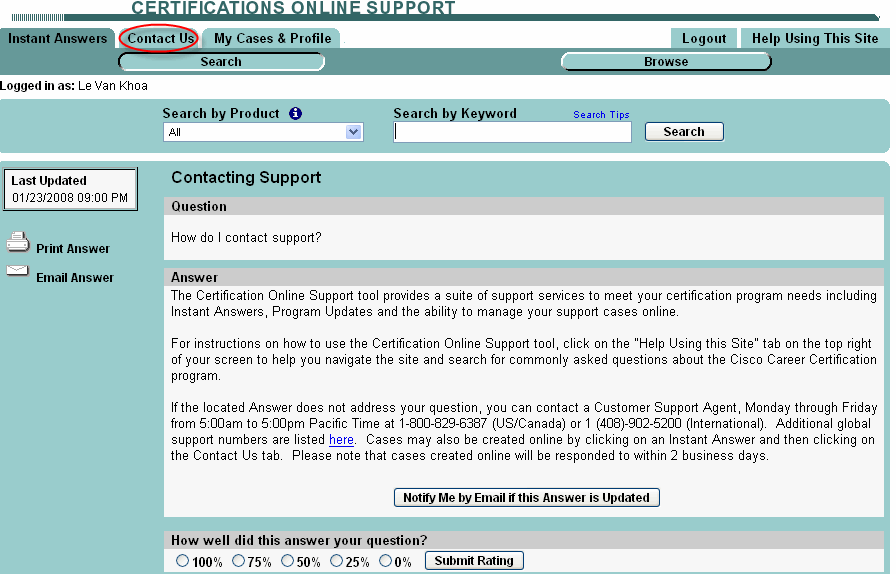 CERTIFICATIONS ONLINE SUPPORT
Instant Answers
Contact Us
My Cases & Profile
Logout
Help Using This Site
Search
Browse
Logged in as: Le Van Khoa
Search by Product
Search by Keyword
Search Tips
All
Search
Last Updated
01/23/2008 09:00 PM
Print Answer
Email Answer
Contacting Support
Question
How do I contact support?
Answer
The Certification Online Support tool provides a suite of support services to meet your certification program needs including
Instant Answers, Program Updates and the ability to manage your support cases online.
For instructions on how to use the Certification Online Support tool, click on the "Help Using this Site" tab on the top right
of your screen to help you navigate the site and search for commonly asked questions about the Cisco Career Certification
program.
If the located Answer does not address your question, you can contact a Customer Support Agent, Monday through Friday
from 5:00am to 5:00pm Pacific Time at 1-800-829-6387 (US/Canada) or 1 (408)-902-5200 (International). Additional global
support numbers are listed here. Cases may also be created online by clicking on an Instant Answer and then clicking on
the Contact Us tab. Please note that cases created online will be responded to within 2 business days.
Notify Me by Email if this Answer is Updated
How well did this answer your question?
100% 75% 50% 25% 0% Submit Rating